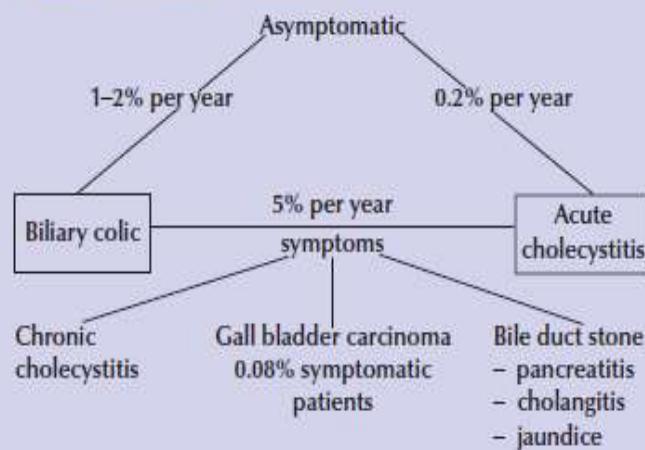 Asymptomatic
1–2% per year
0.2% per year
5% per year
Biliary colic
Acute
cholecystitis
symptoms
Chronic
cholecystitis
Gall bladder carcinoma
0.08% symptomatic
patients
Bile duct stone
– pancreatitis
– cholangitis
– jaundice